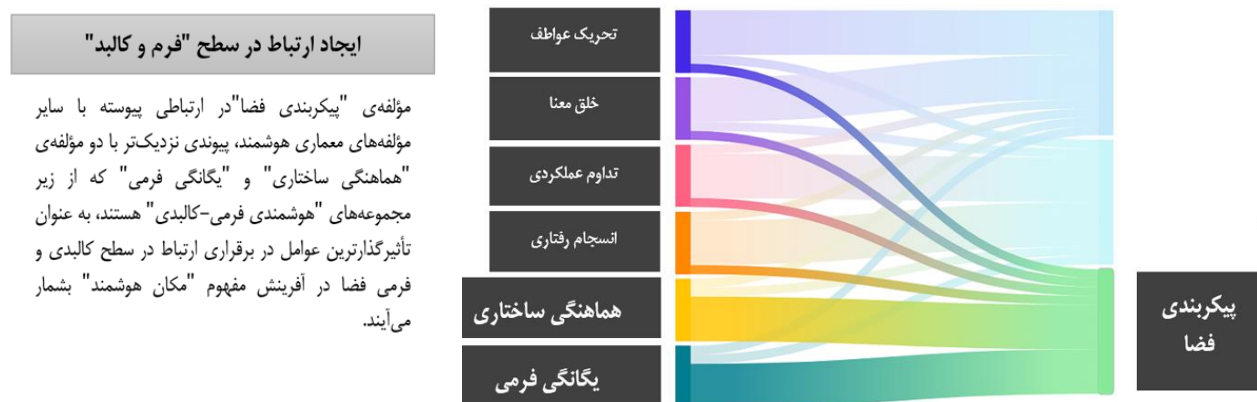 ایجاد ارتباط در سطح "فرم و کالبد"
مؤلفه‌ی "پیکربندی فضا"در ارتباطی پیوسته با سایر
مؤلفه‌های معماری هوشمند، پیوندی نزدیک‌تر با دو مؤلفه‌ی
"هماهنگی ساختاری" و "یگانگی فرمی" که از زیر
مجموعه‌های "هوشمندی فرمی-کالبدی" هستند، به عنوان
تأثیرگذارترین عوامل در برقراری ارتباط در سطح کالبدی و
فرمی فضا در آفرینش مفهوم "مکان هوشمند" بشمار
می‌آیند.
تحریک عواطف
خلق معنا
تداوم عملکردی
انسجام رفتاری
هماهنگی ساختاری
یگانگی فرمی
پیکربندی
فضا